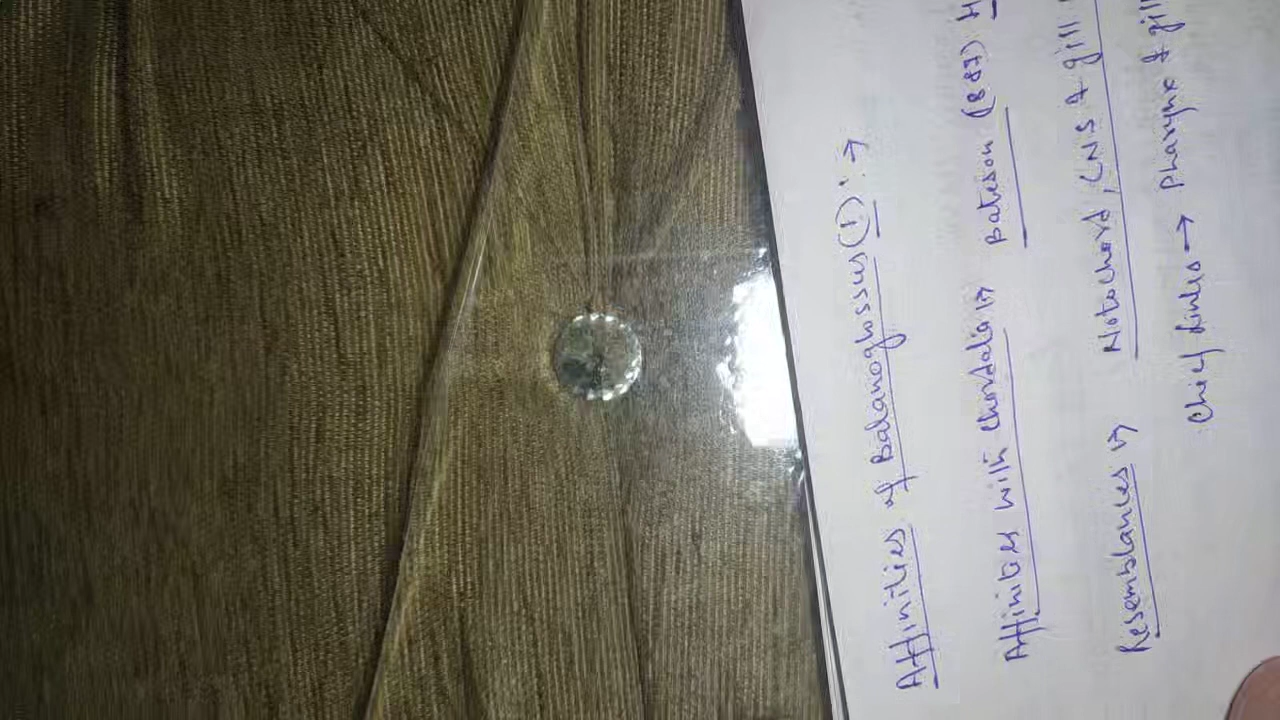 Affinities of Balanoglossus (1) :→
Affinities with chordata :→ Bateson (1887)
Resemblances :→ Notochord, CNS & gill
Chief links → Pharynx & gill